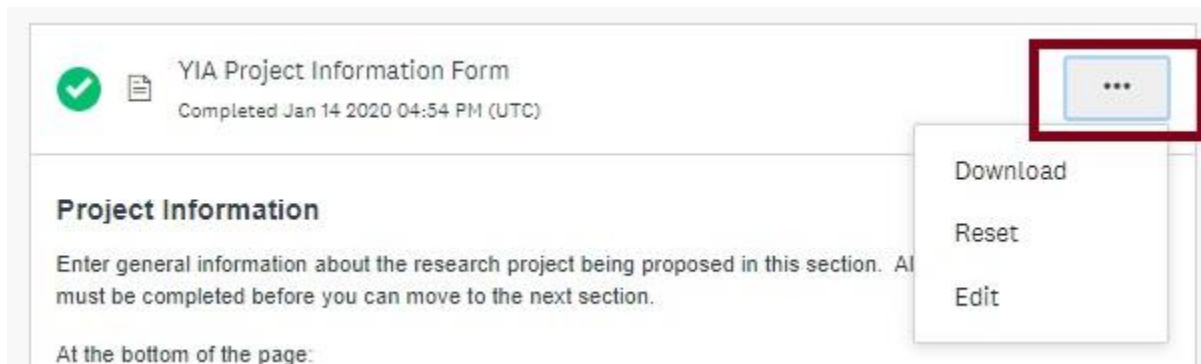 YIA Project Information Form
...
Completed Jan 14 2020 04:54 PM (UTC)
Download
Reset
Edit
Project Information
Enter general information about the research project being proposed in this section. Al
must be completed before you can move to the next section.
At the bottom of the page: